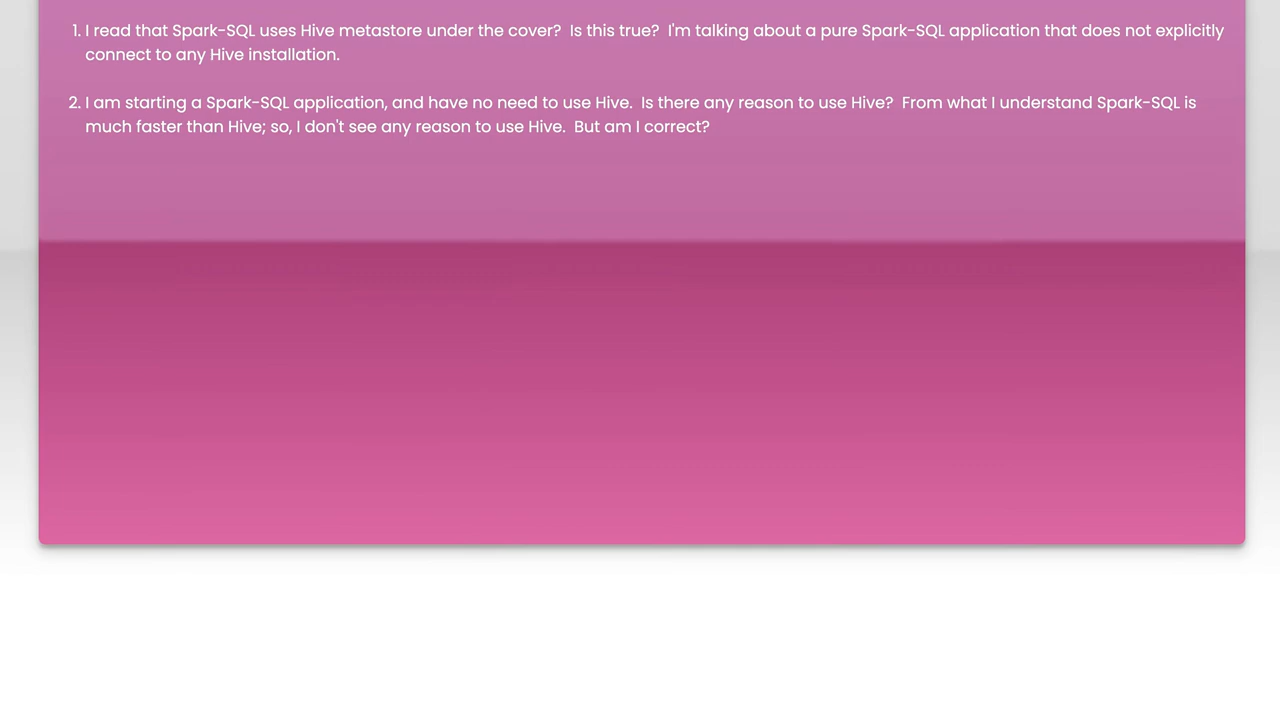 1. I read that Spark-SQL uses Hive metastore under the cover?  Is this true?  I'm talking about a pure Spark-SQL application that does not explicitly
connect to any Hive installation.
2. I am starting a Spark-SQL application, and have no need to use Hive.  Is there any reason to use Hive?  From what I understand Spark-SQL is
much faster than Hive; so, I don't see any reason to use Hive.  But am I correct?